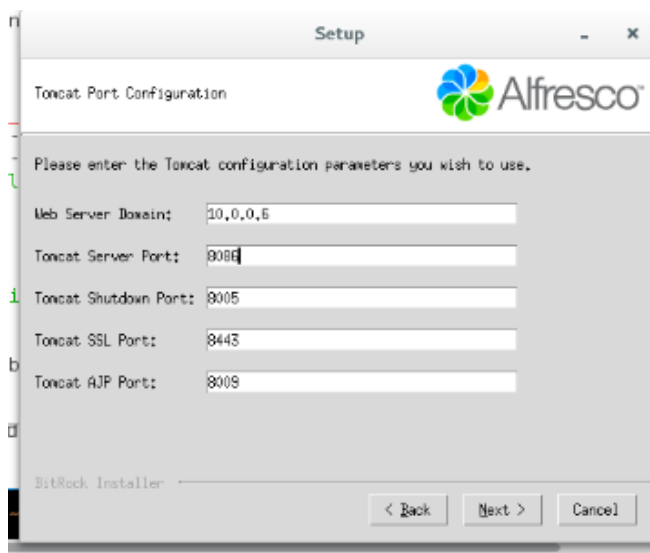 Setup
Alfresco
Tomcat Port Configuration
Please enter the Tomcat configuration parameters you wish to use.
Web Server Domain: 10.0.0.6
Tomcat Server Port: 8086
Tomcat Shutdown Port: 8005
Tomcat SSL Port: 8443
Tomcat AJP Port: 8009
BitRock Installer
< Back Next > Cancel